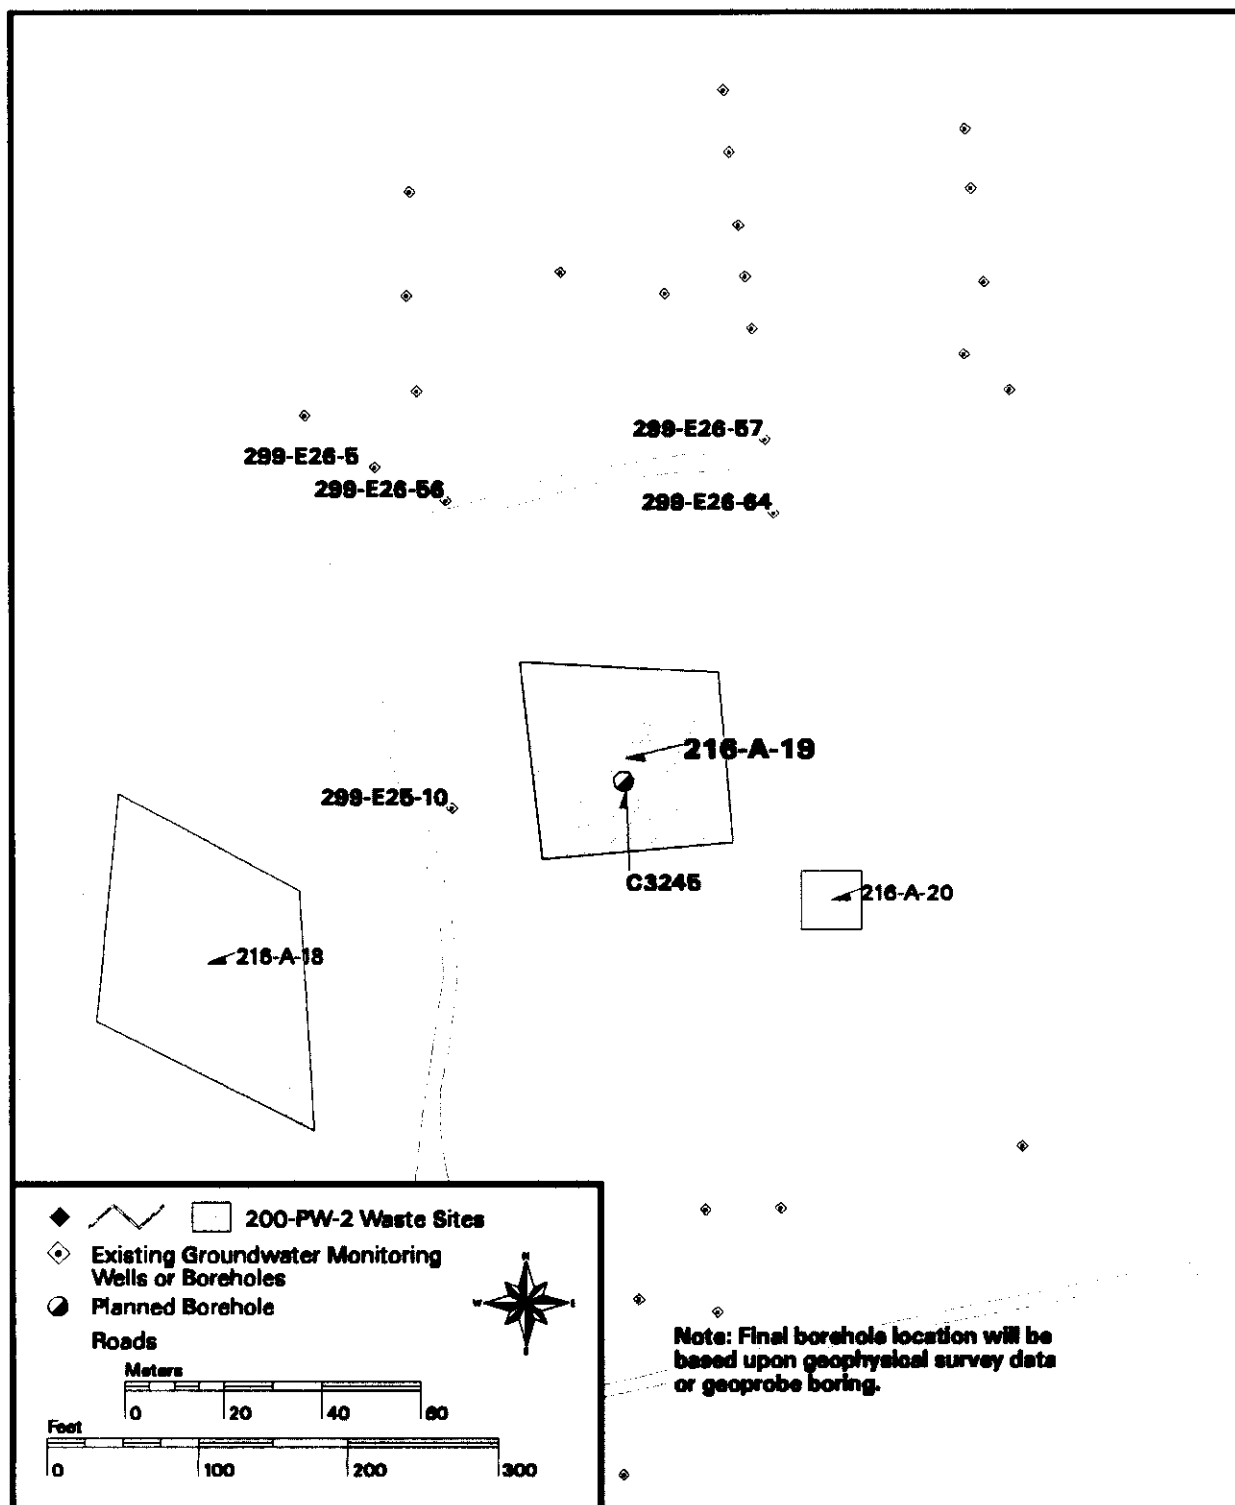 299-E26-57
299-E26-5
299-E26-56
299-E26-64
216-A-19
299-E25-10
C3245
216-A-20
216-A-18
200-PW-2 Waste Sites
Existing Groundwater Monitoring
Wells or Boreholes
Planned Borehole
Roads
N
W
E
S
Meters
0 20 40 60
Feet
0 100 200 300
Note: Final borehole location will be
based upon geophysical survey data
or geoprobe boring.